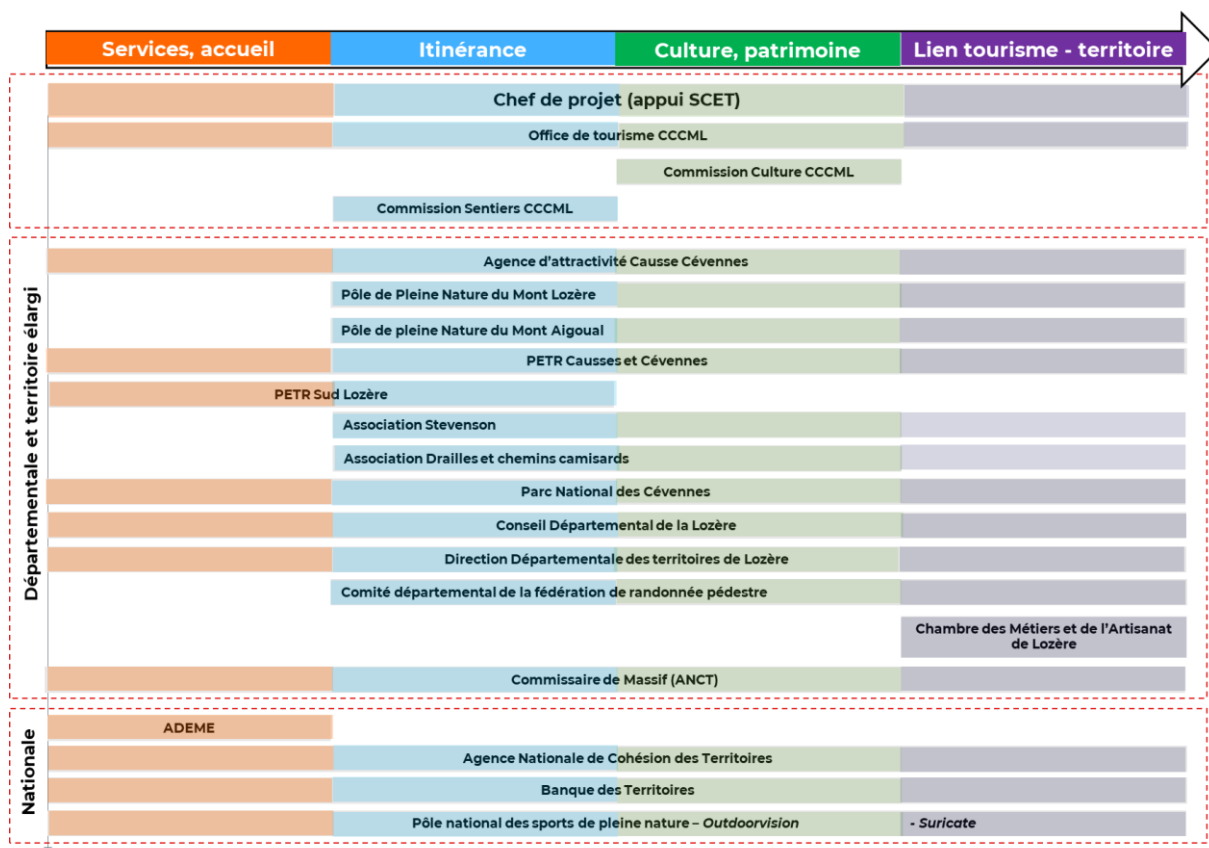 Services, accueil
Itinérance
Culture, patrimoine
Lien tourisme - territoire
Chef de projet (appui SCET)
Office de tourisme CCCML
Commission Culture CCCML
Commission Sentiers CCCML
Départementale et territoire élargi
Agence d'attractivité Causse Cévennes
Pôle de Pleine Nature du Mont Lozère
Pôle de pleine Nature du Mont Aigoual
PETR Causses et Cévennes
PETR Sud Lozère
Association Stevenson
Association Drailles et chemins camisards
Parc National des Cévennes
Conseil Départemental de la Lozère
Direction Départementale des territoires de Lozère
Comité départemental de la fédération de randonnée pédestre
Chambre des Métiers et de l'Artisanat
de Lozère
Commissaire de Massif (ANCT)
Nationale
ADEME
Agence Nationale de Cohésion des Territoires
Banque des Territoires
Pôle national des sports de pleine nature – Outdoorvision
- Suricate